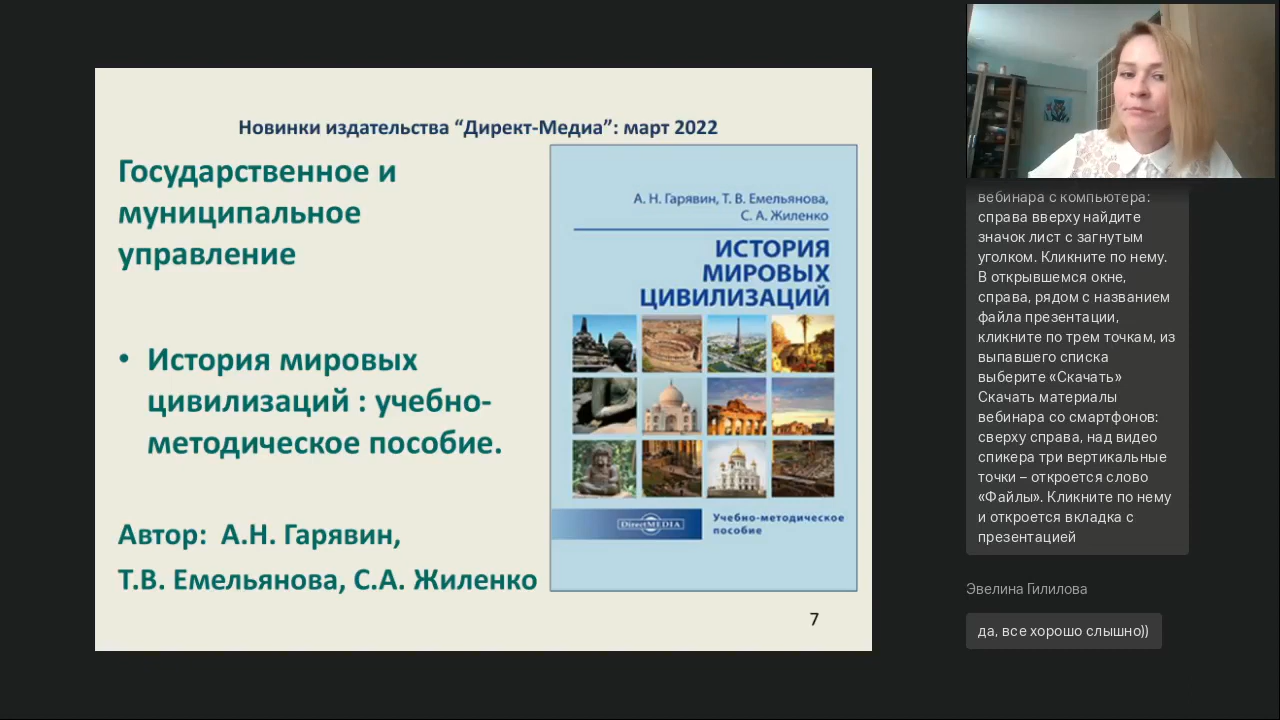 Новинки издательства “Директ-Медиа”: март 2022
Государственное и
муниципальное
управление
• История мировых
цивилизаций : учебно-
методическое пособие.
Автор: А.Н. Гарявин,
Т.В. Емельянова, С.А. Жиленко
А. Н. Гарявин, Т. В. Емельянова,
С. А. Жиленко
ИСТОРИЯ
МИРОВЫХ
ЦИВИЛИЗАЦИЙ
DirectMEDIA
Учебно-методическое
пособие
7
вебинара с компьютера:
справа вверху найдите
значок лист с загнутым
уголком. Кликните по нему.
В открывшемся окне,
справа, рядом с названием
файла презентации,
кликните по трем точкам, из
выпавшего списка
выберите «Скачать»
Скачать материалы
вебинара со смартфонов:
сверху справа, над видео
спикера три вертикальные
точки – откроется слово
«Файлы». Кликните по нему
и откроется вкладка с
презентацией
Эвелина Гилилова
да, все хорошо слышно))